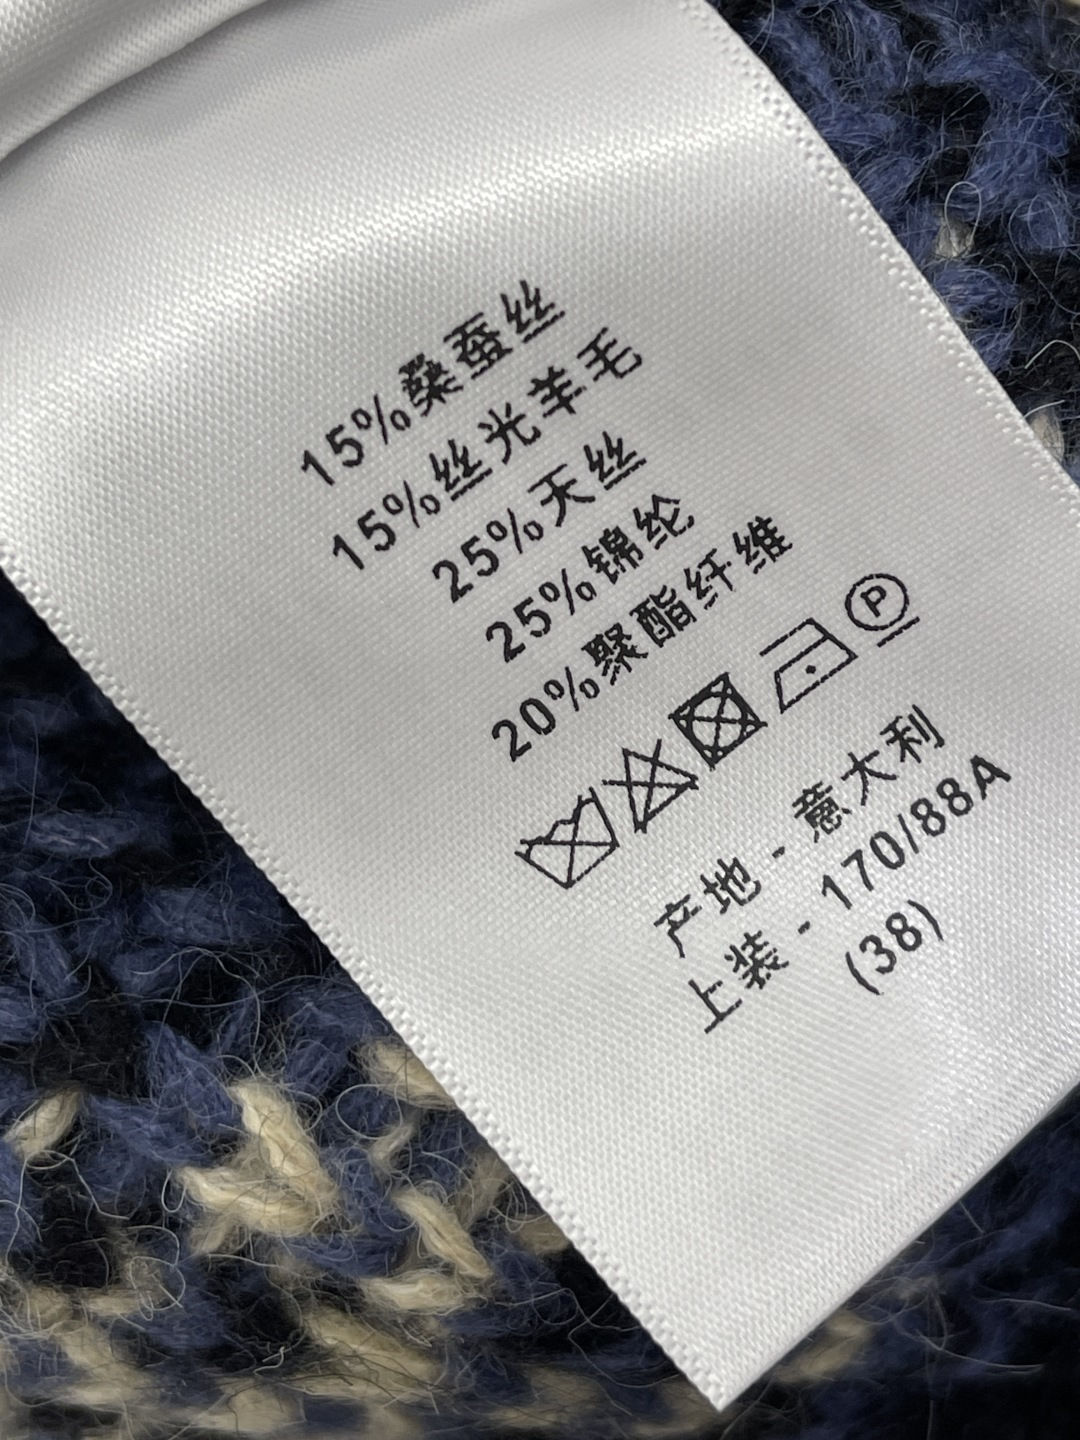 15%桑蚕丝
15%丝光羊毛
25%天丝
25%锦纶
20%聚酯纤维
P
产地-意大利
上装-170/88A
(38)